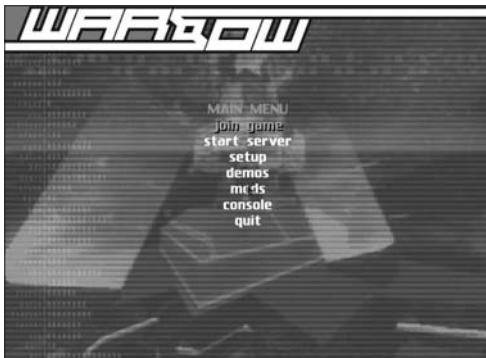 WARSOW
MAIN MENU
join game
start server
setup
demos
mods
console
quit